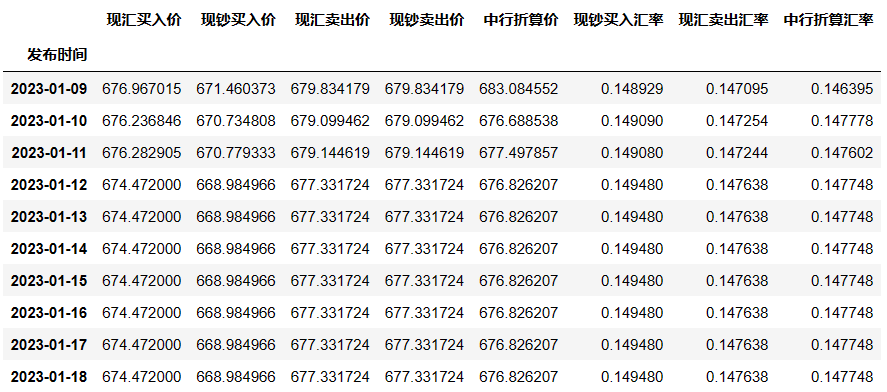 现汇买入价 现钞买入价 现汇卖出价 现钞卖出价 中行折算价 现钞买入汇率 现汇卖出汇率 中行折算汇率
发布时间
2023-01-09 676.967015 671.460373 679.834179 679.834179 683.084552 0.148929 0.147095 0.146395
2023-01-10 676.236846 670.734808 679.099462 679.099462 676.688538 0.149090 0.147254 0.147778
2023-01-11 676.282905 670.779333 679.144619 679.144619 677.497857 0.149080 0.147244 0.147602
2023-01-12 674.472000 668.984966 677.331724 677.331724 676.826207 0.149480 0.147638 0.147748
2023-01-13 674.472000 668.984966 677.331724 677.331724 676.826207 0.149480 0.147638 0.147748
2023-01-14 674.472000 668.984966 677.331724 677.331724 676.826207 0.149480 0.147638 0.147748
2023-01-15 674.472000 668.984966 677.331724 677.331724 676.826207 0.149480 0.147638 0.147748
2023-01-16 674.472000 668.984966 677.331724 677.331724 676.826207 0.149480 0.147638 0.147748
2023-01-17 674.472000 668.984966 677.331724 677.331724 676.826207 0.149480 0.147638 0.147748
2023-01-18 674.472000 668.984966 677.331724 677.331724 676.826207 0.149480 0.147638 0.147748